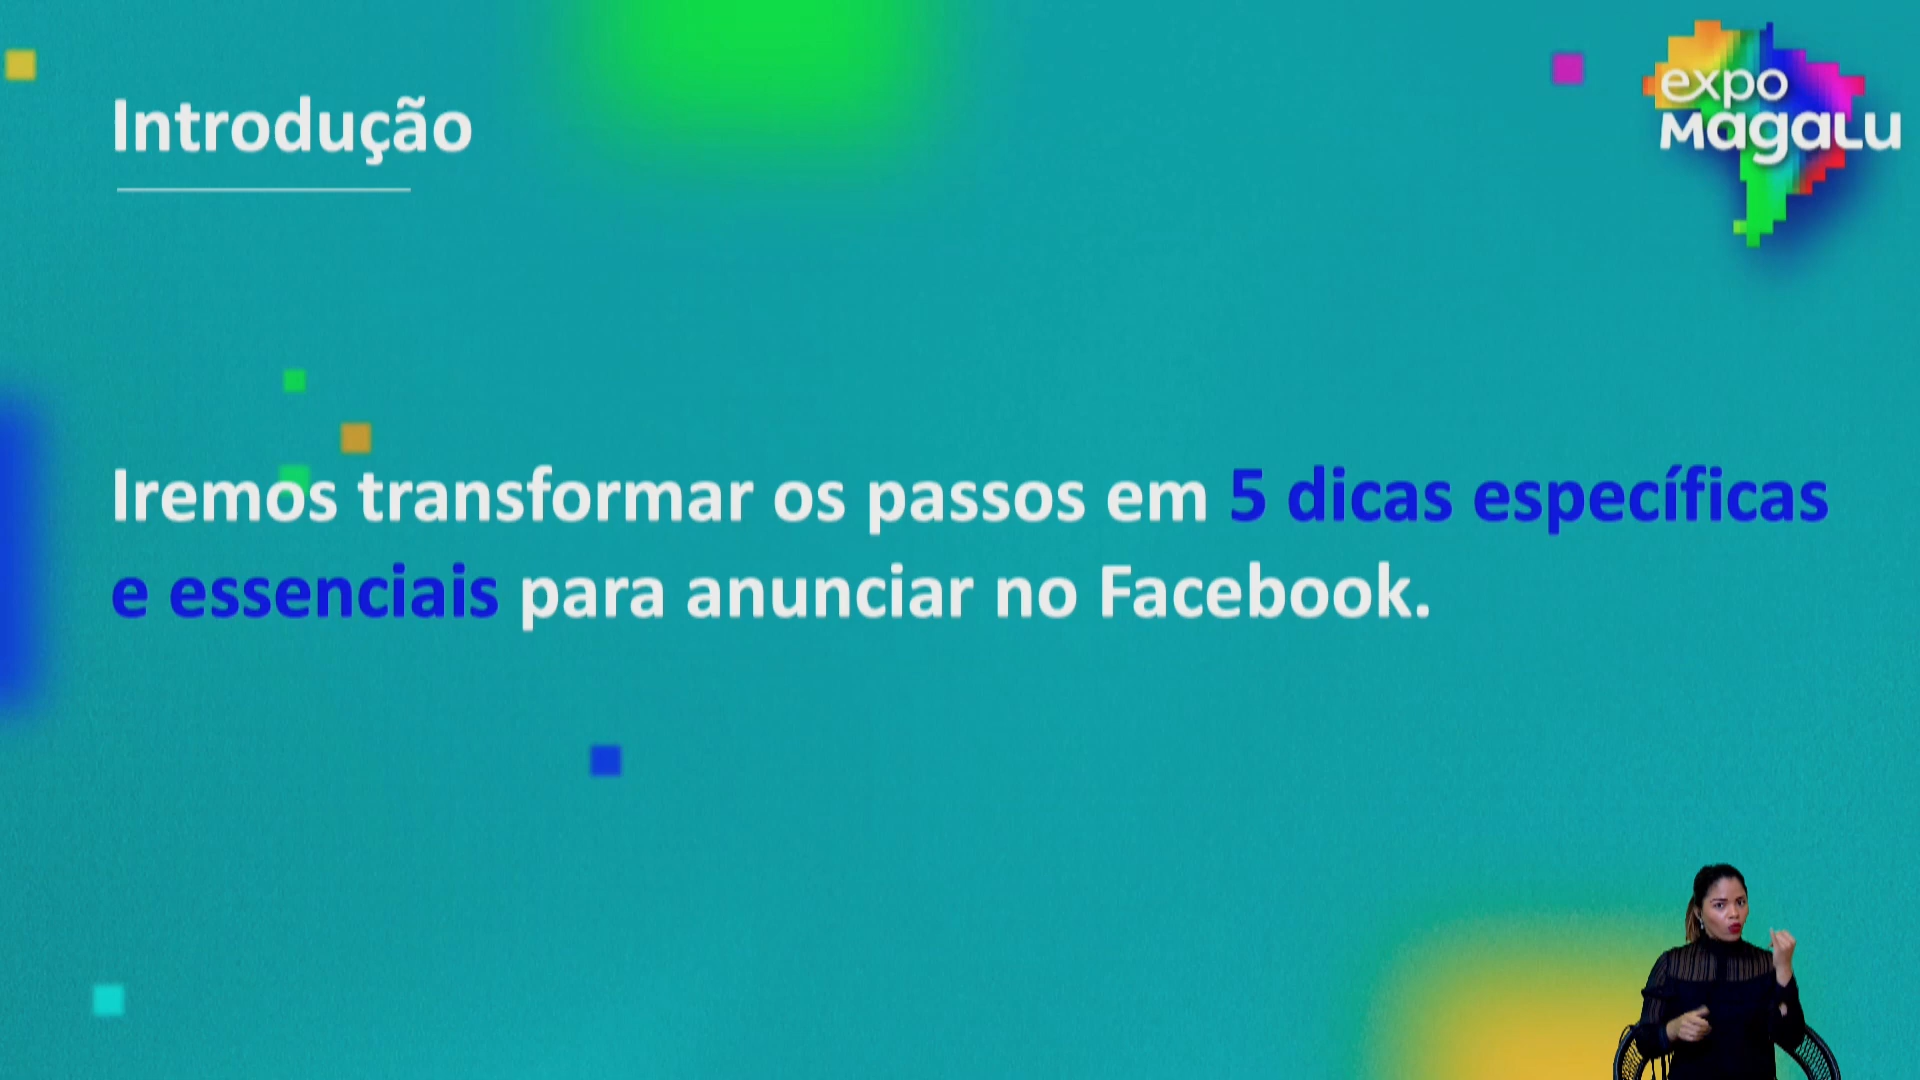 Introdução
expo
Magalu
Iremos transformar os passos em 5 dicas específicas
e essenciais para anunciar no Facebook.